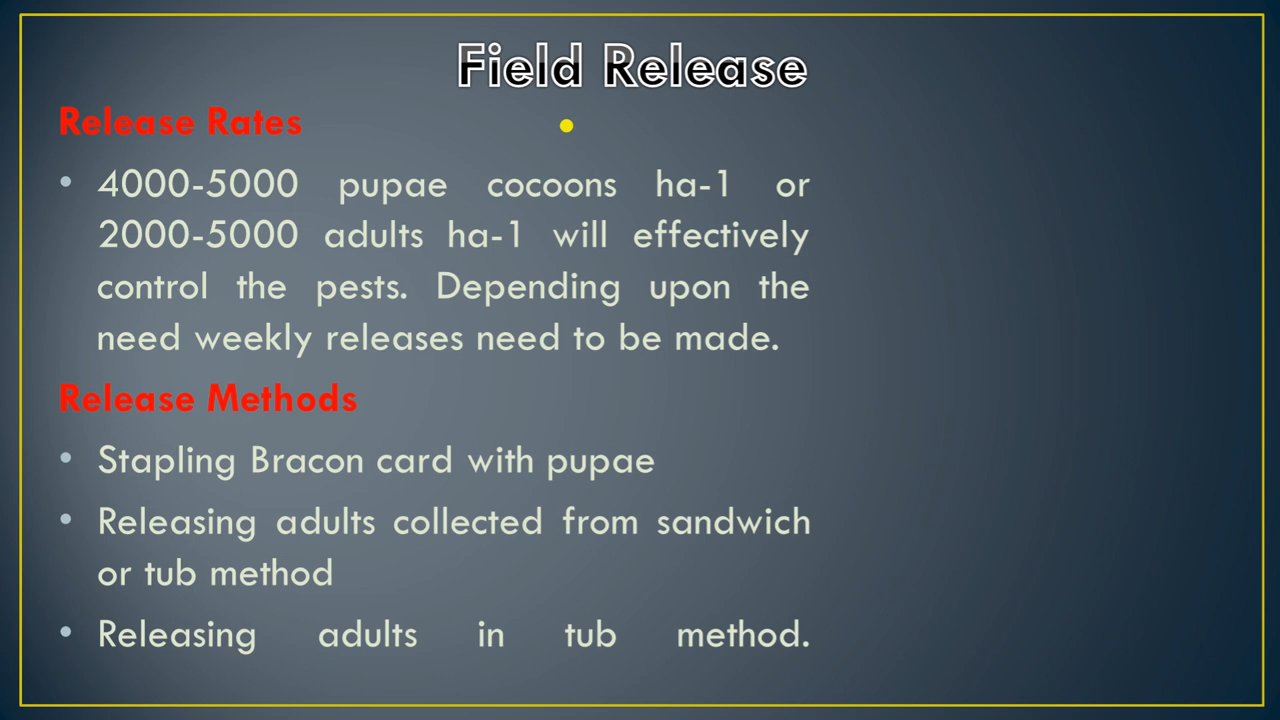 Field Release
Release Rates
• 4000-5000 pupae cocoons ha-1 or
2000-5000 adults ha-1 will effectively
control the pests. Depending upon the
need weekly releases need to be made.
Release Methods
• Stapling Bracon card with pupae
• Releasing adults collected from sandwich
or tub method
• Releasing adults in tub method.